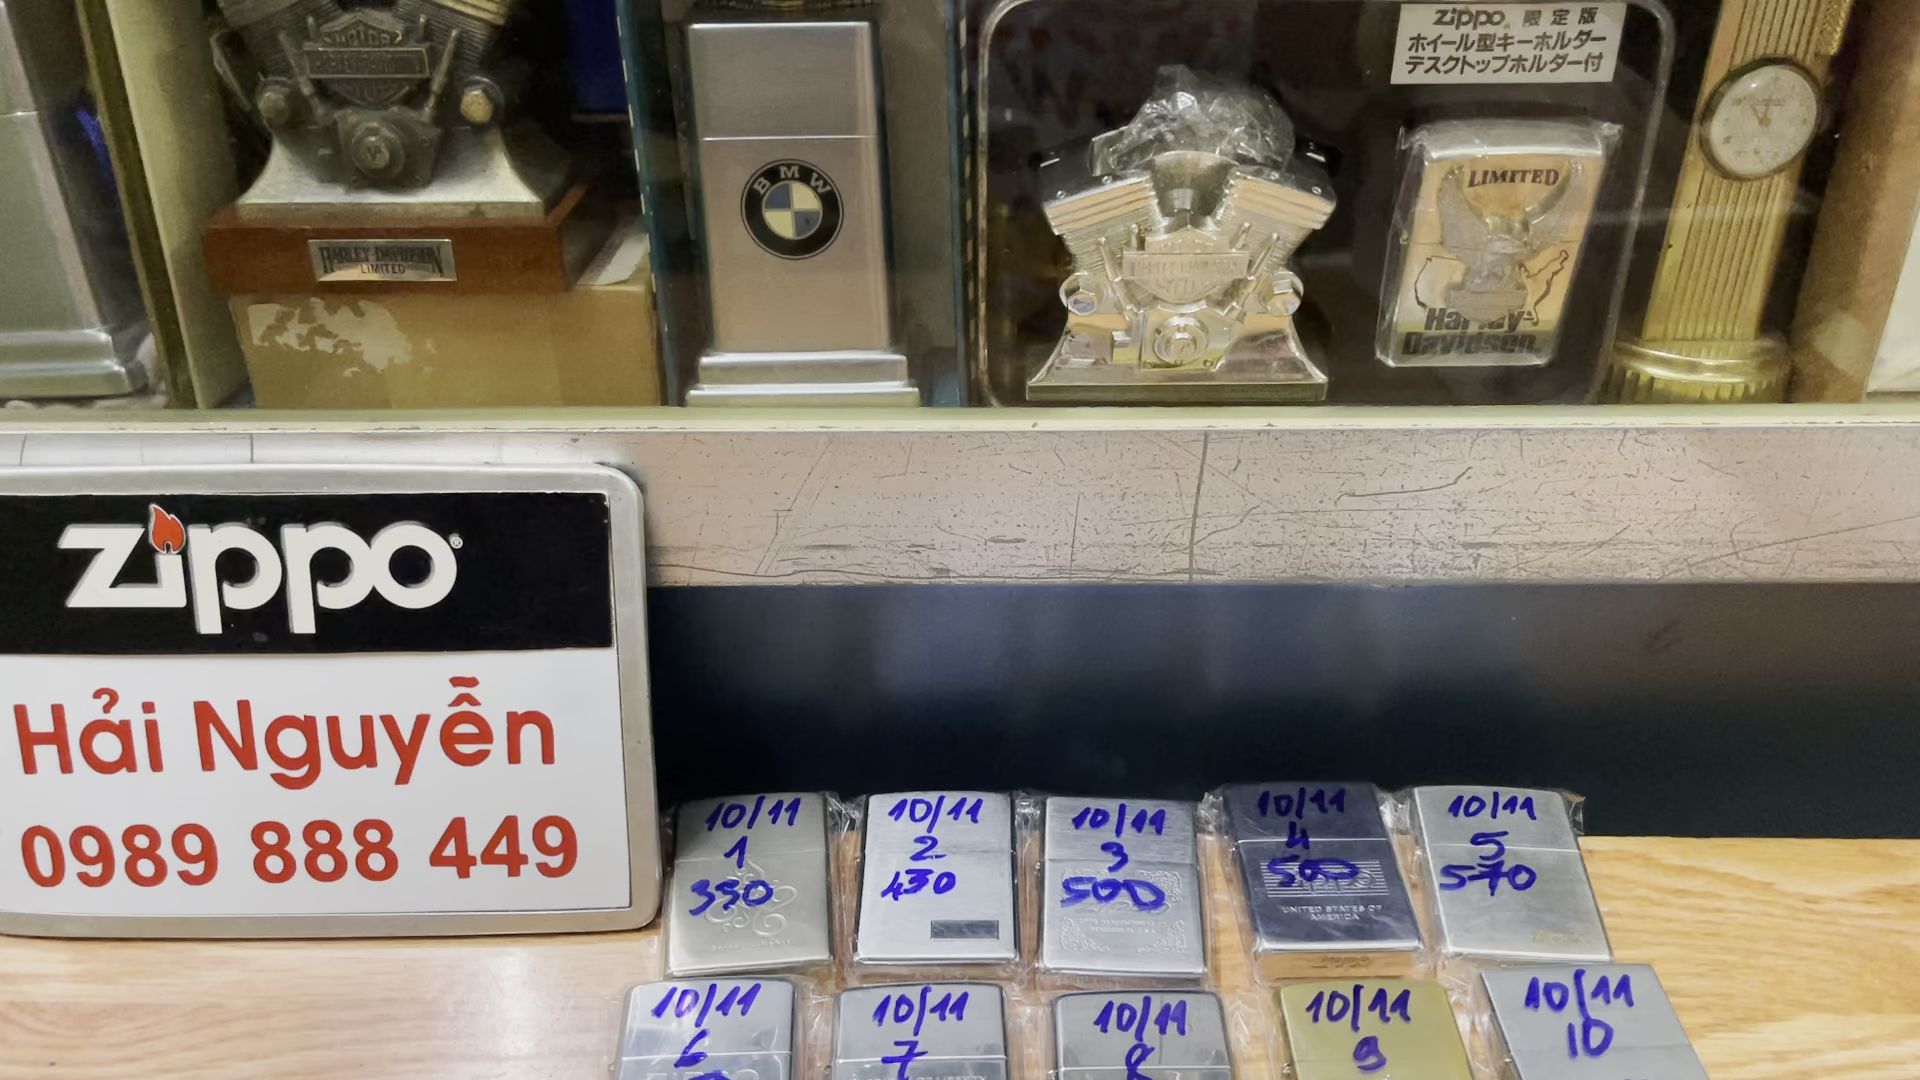 HARLEY-DAVIDSON
LIMITED
BMW
HARLEY-DAVIDSON
Zippo 限定版
ホイール型キーホルダー
デスクトップホルダー付
LIMITED
Harley
Davidson
Zippo®
Hải Nguyễn
0989 888 449
10/11
1
350
10/11
2
450
10/11
3
500
10/11
4
500
UNITED STATES OF
AMERICA
10/11
5
570
10/11
6
10/11
7
10/11
8
10/11
9
10/11
10